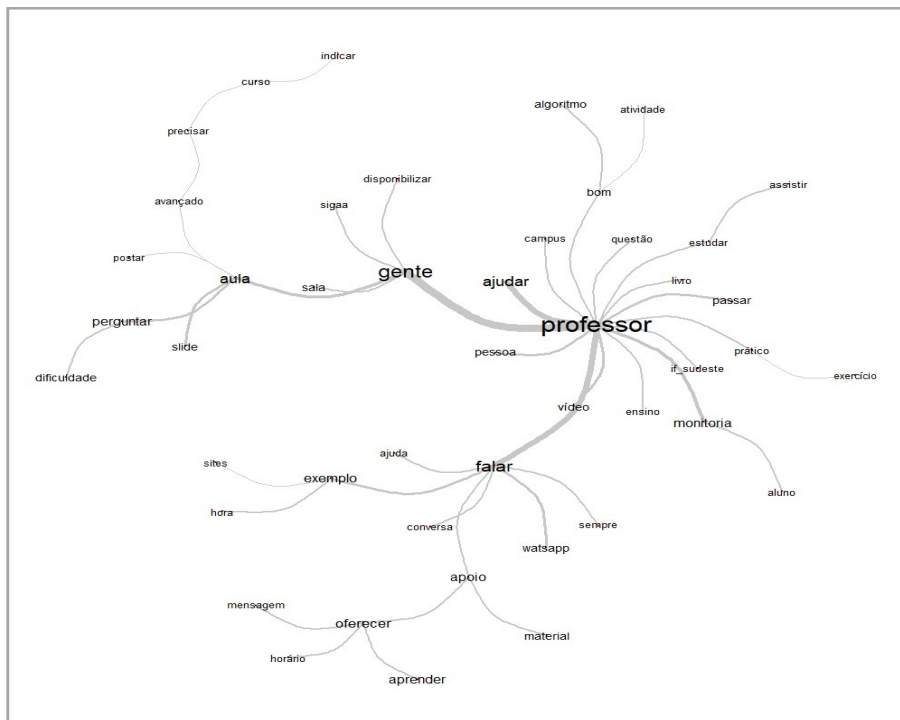 indicar
curso
algoritmo
atividade
precisar
disponibilizar
assistir
bom
avançado
sigaa
campus
questão
estudar
postar
gente
aula
sala
ajudar
livro
passar
perguntar
professor
slide
pessoa
prático
if_sudeste
exercício
dificuldade
vídeo
ensino
monitoria
ajuda
sites
falar
exemplo
aluno
hora
conversa
sempre
watsapp
apoio
mensagem
oferecer
material
horário
aprender